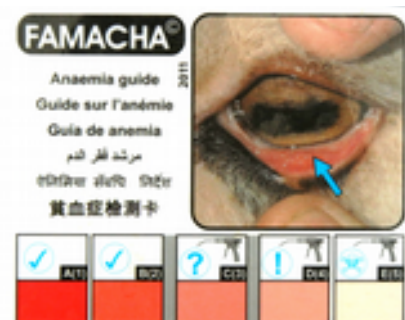 FAMACHA©
2011
Anaemia guide
Guide sur l'anémie
Guía de anemia
مرشد فقر الدم
貧血症檢測卡
? !
A(1) B(2) C(3) D(4) E(5)